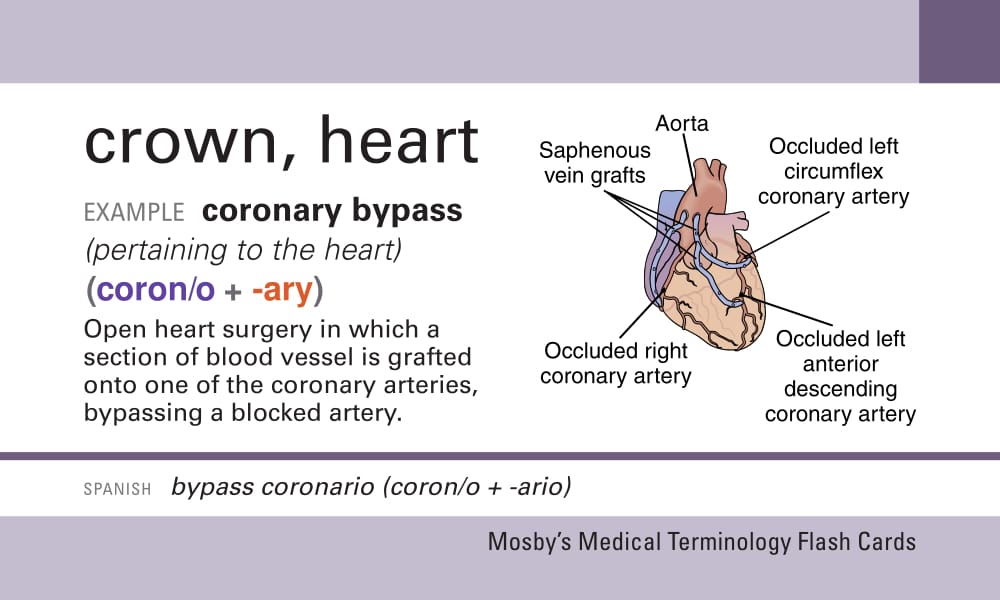 crown, heart
EXAMPLE coronary bypass
(pertaining to the heart)
(coron/o + -ary)
Open heart surgery in which a
section of blood vessel is grafted
onto one of the coronary arteries,
bypassing a blocked artery.
Aorta
Saphenous
vein grafts
Occluded left
circumflex
coronary artery
Occluded right
coronary artery
Occluded left
anterior
descending
coronary artery
SPANISH bypass coronario (coron/o + -ario)
Mosby's Medical Terminology Flash Cards